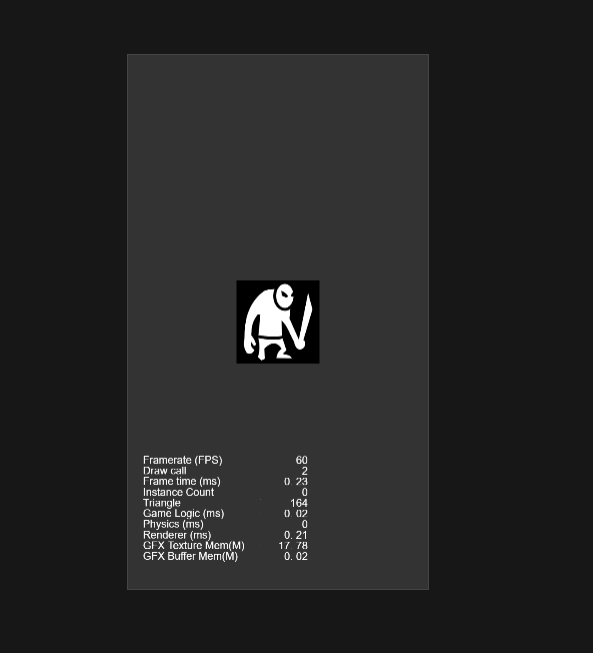 Framerate (FPS) 60
Draw call 2
Frame time (ms) 0. 23
Instance Count 0
Triangle 164
Game Logic (ms) 0. 02
Physics (ms) 0
Renderer (ms) 0. 21
GFX Texture Mem(M) 17. 78
GFX Buffer Mem(M) 0. 02